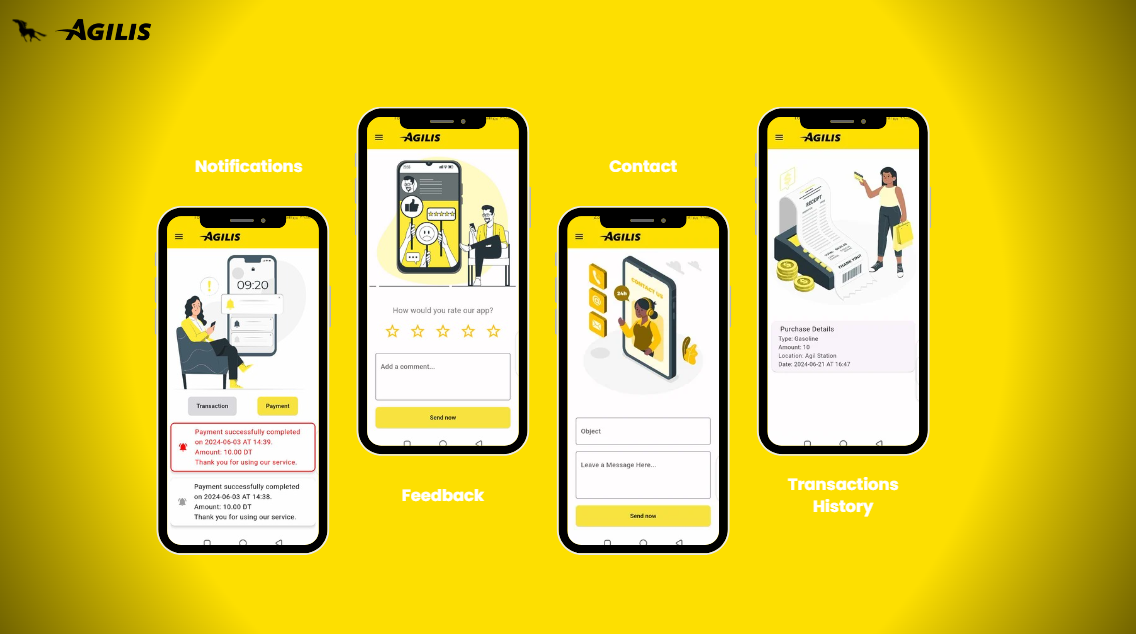 AGILIS
Notifications
AGILIS
09:20
Transaction
Payment
Payment successfully completed
on 2024-06-03 AT 14:39.
Amount: 10.00 DT
Thank you for using our service.
Payment successfully completed
on 2024-06-03 AT 14:38.
Amount: 10.00 DT
Thank you for using our service.
AGILIS
How would you rate our app?
Add a comment...
Send now
Feedback
Contact
AGILIS
CONTACT US
24h
Object
Leave a Message Here...
Send now
AGILIS
RECEIPT
THANK YOU!
Purchase Details
Type: Gasoline
Amount: 10
Location: Agil Station
Date: 2024-06-21 AT 16:47
Transactions
History